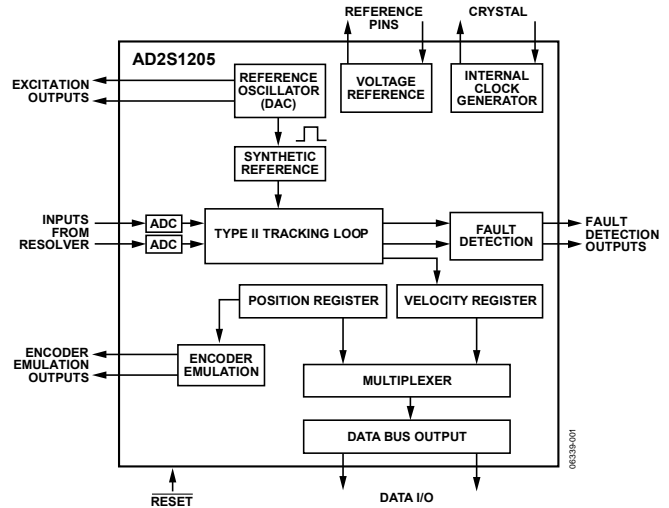 REFERENCE
PINS
CRYSTAL
AD2S1205
REFERENCE
OSCILLATOR
(DAC)
VOLTAGE
REFERENCE
INTERNAL
CLOCK
GENERATOR
EXCITATION
OUTPUTS
SYNTHETIC
REFERENCE
INPUTS
FROM
RESOLVER
ADC
ADC
TYPE II TRACKING LOOP
FAULT
DETECTION
FAULT
DETECTION
OUTPUTS
POSITION REGISTER
VELOCITY REGISTER
ENCODER
EMULATION
OUTPUTS
ENCODER
EMULATION
MULTIPLEXER
DATA BUS OUTPUT
06339-001
RESET
DATA I/O